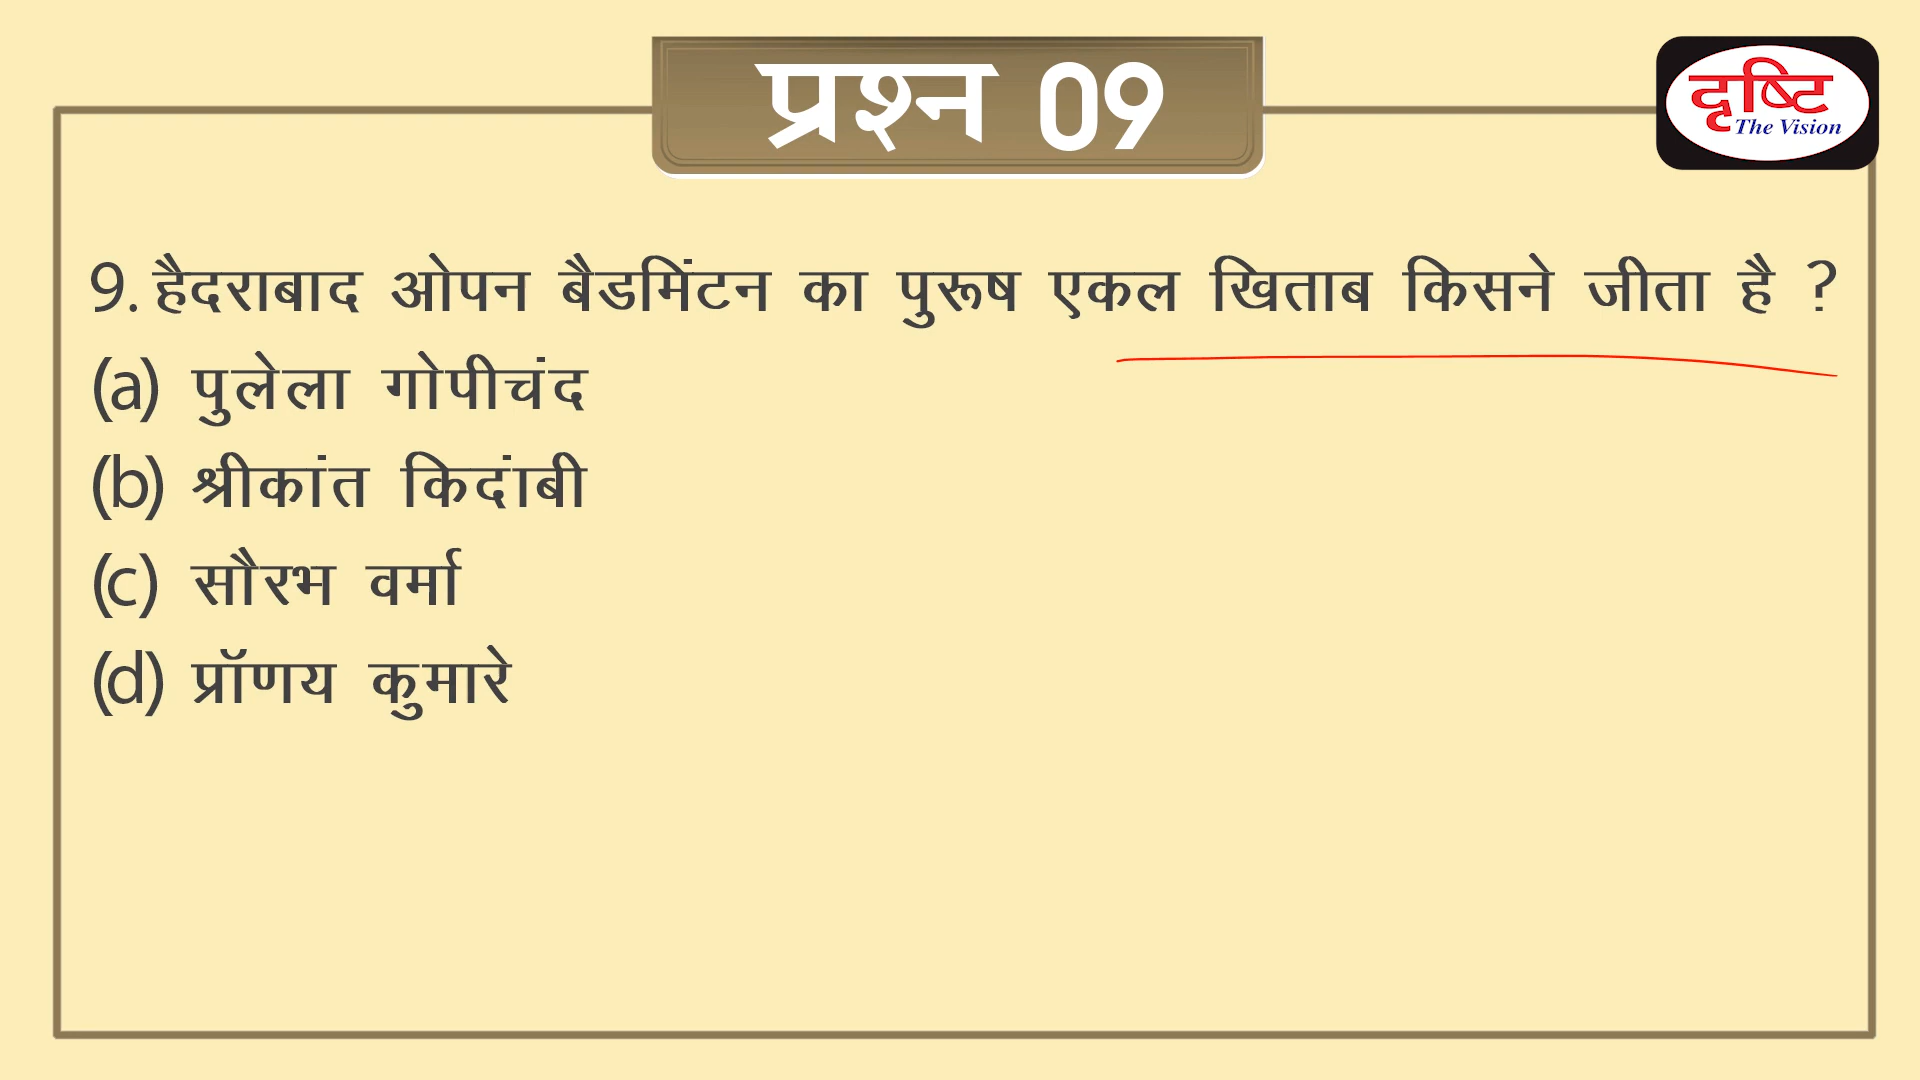 प्रश्न 09
दृष्टि
The Vision
9. हैदराबाद ओपन बैडमिंटन का पुरूष एकल खिताब किसने जीता है ?
(a) पुलेला गोपीचंद
(b) श्रीकांत किदांबी
(c) सौरभ वर्मा
(d) प्रॉणय कुमारे